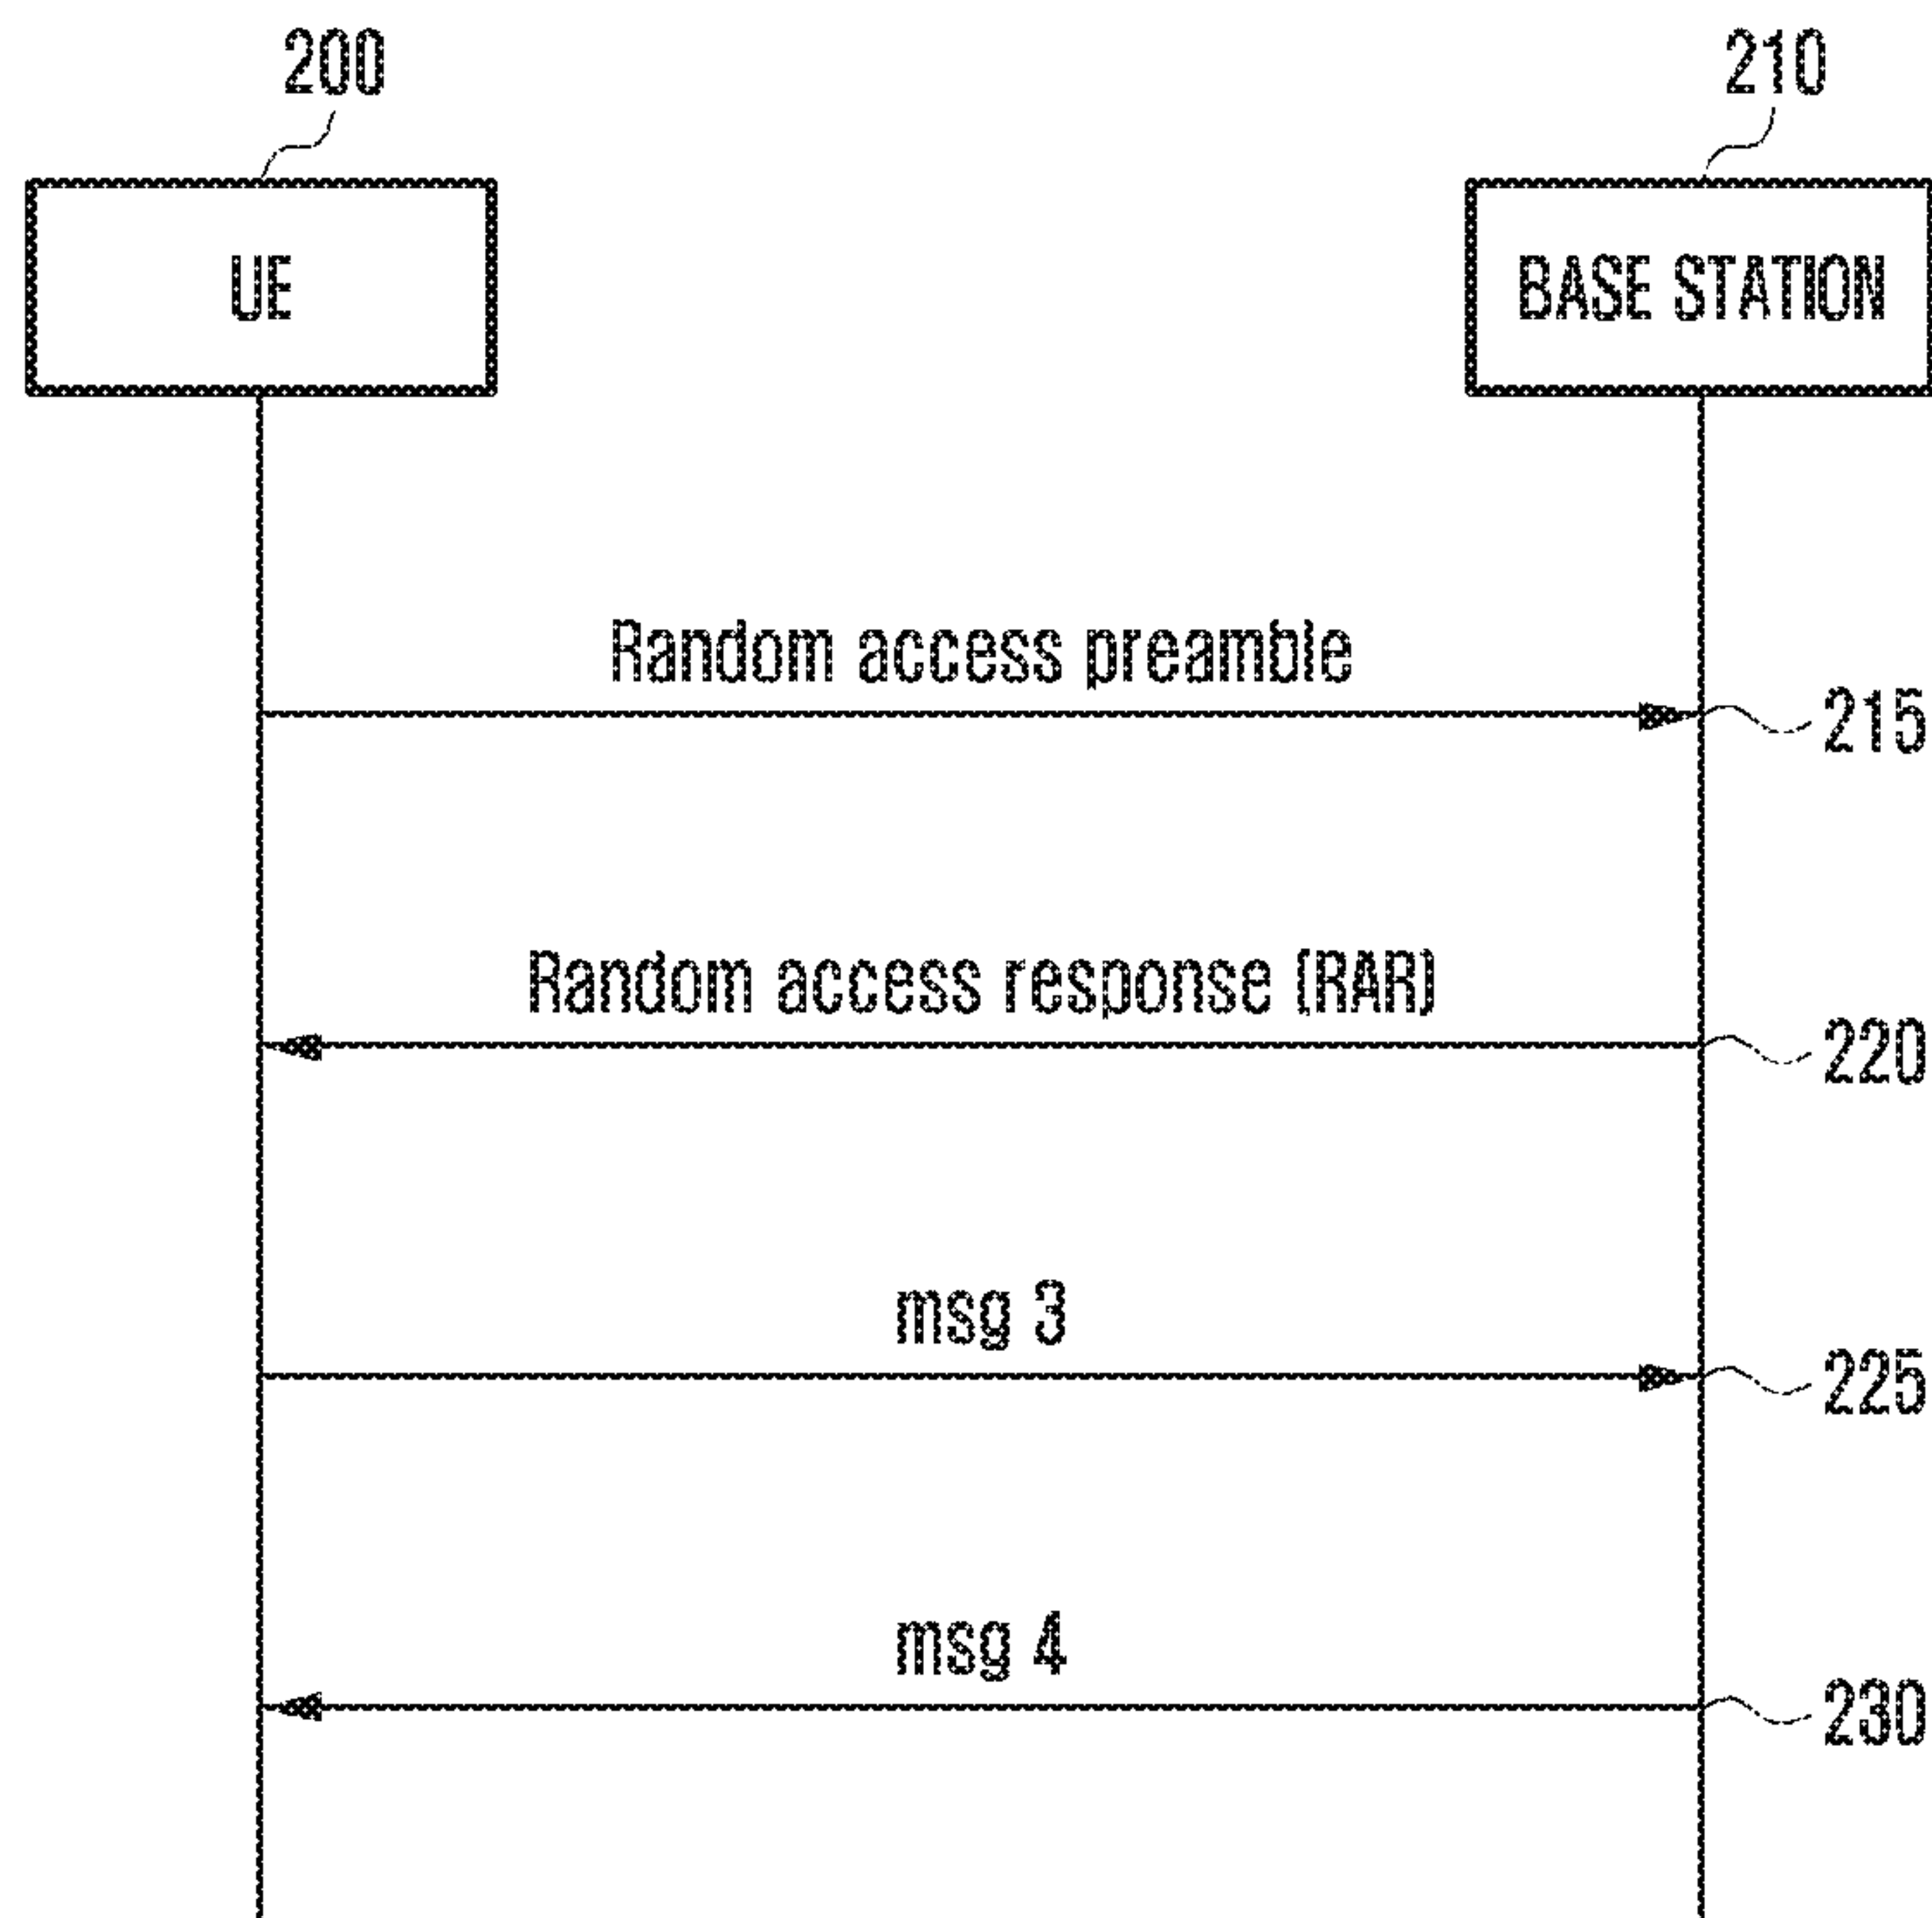 200
210
UE
BASE STATION
Random access preamble
215
Random access response (RAR)
220
msg 3
225
msg 4
230